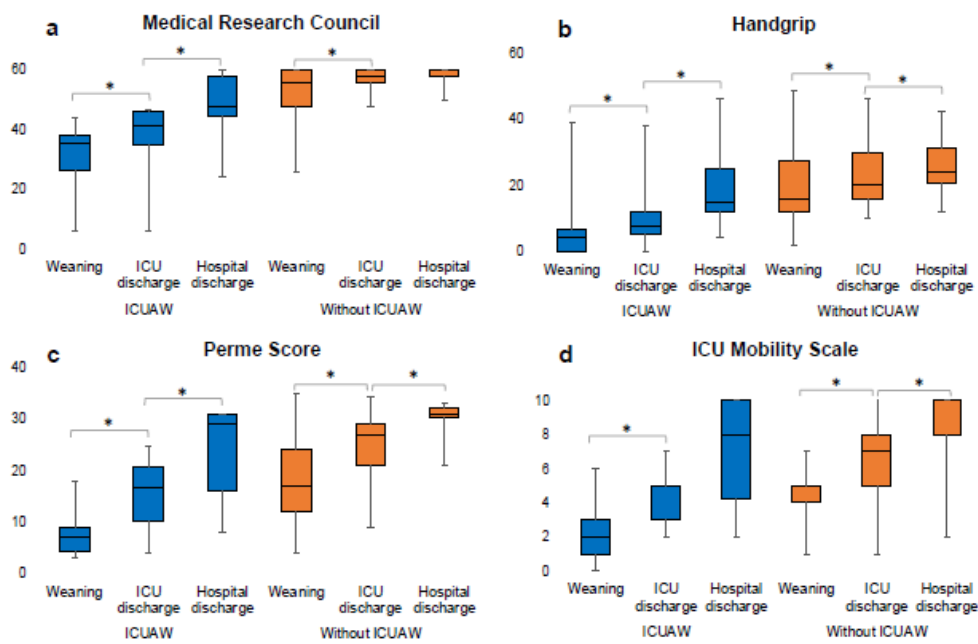 a Medical Research Council
* * *
60
40
20
0
Weaning ICU discharge Hospital discharge Weaning ICU discharge Hospital discharge
ICUAW Without ICUAW
b Handgrip
* * * *
60
40
20
0
Weaning ICU discharge Hospital discharge Weaning ICU discharge Hospital discharge
ICUAW Without ICUAW
c Perme Score
* * * *
40
30
20
10
0
Weaning ICU discharge Hospital discharge Weaning ICU discharge Hospital discharge
ICUAW Without ICUAW
d ICU Mobility Scale
* * *
10
8
6
4
2
0
Weaning ICU discharge Hospital discharge Weaning ICU discharge Hospital discharge
ICUAW Without ICUAW